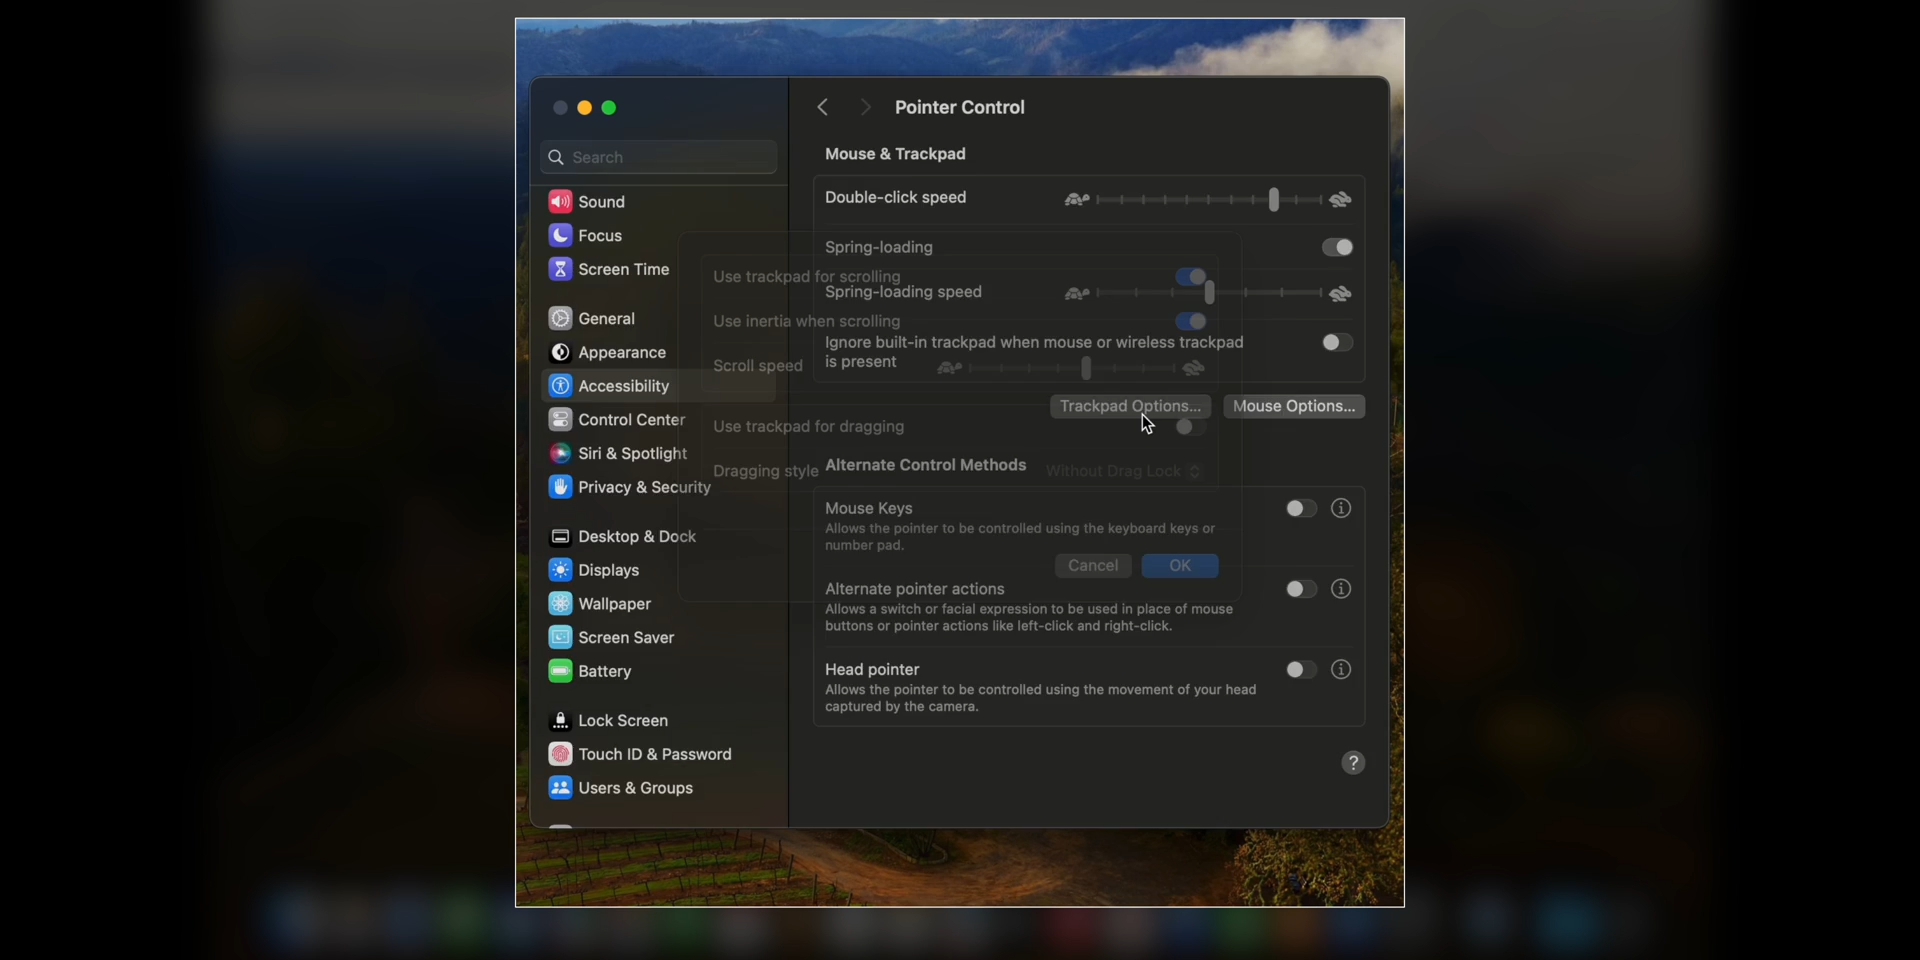 Pointer Control
Search
Sound
Focus
Screen Time
General
Appearance
Accessibility
Control Center
Siri & Spotlight
Privacy & Security
Desktop & Dock
Displays
Wallpaper
Screen Saver
Battery
Lock Screen
Touch ID & Password
Users & Groups
Mouse & Trackpad
Double-click speed
Spring-loading
Spring-loading speed
Ignore built-in trackpad when mouse or wireless trackpad
is present
Trackpad Options...
Mouse Options...
Alternate Control Methods
Mouse Keys
Allows the pointer to be controlled using the keyboard keys or
number pad.
Alternate pointer actions
Allows a switch or facial expression to be used in place of mouse
buttons or pointer actions like left-click and right-click.
Head pointer
Allows the pointer to be controlled using the movement of your head
captured by the camera.
?
Use trackpad for scrolling
Use inertia when scrolling
Scroll speed
Use trackpad for dragging
Dragging style
Without Drag Lock
Cancel
OK